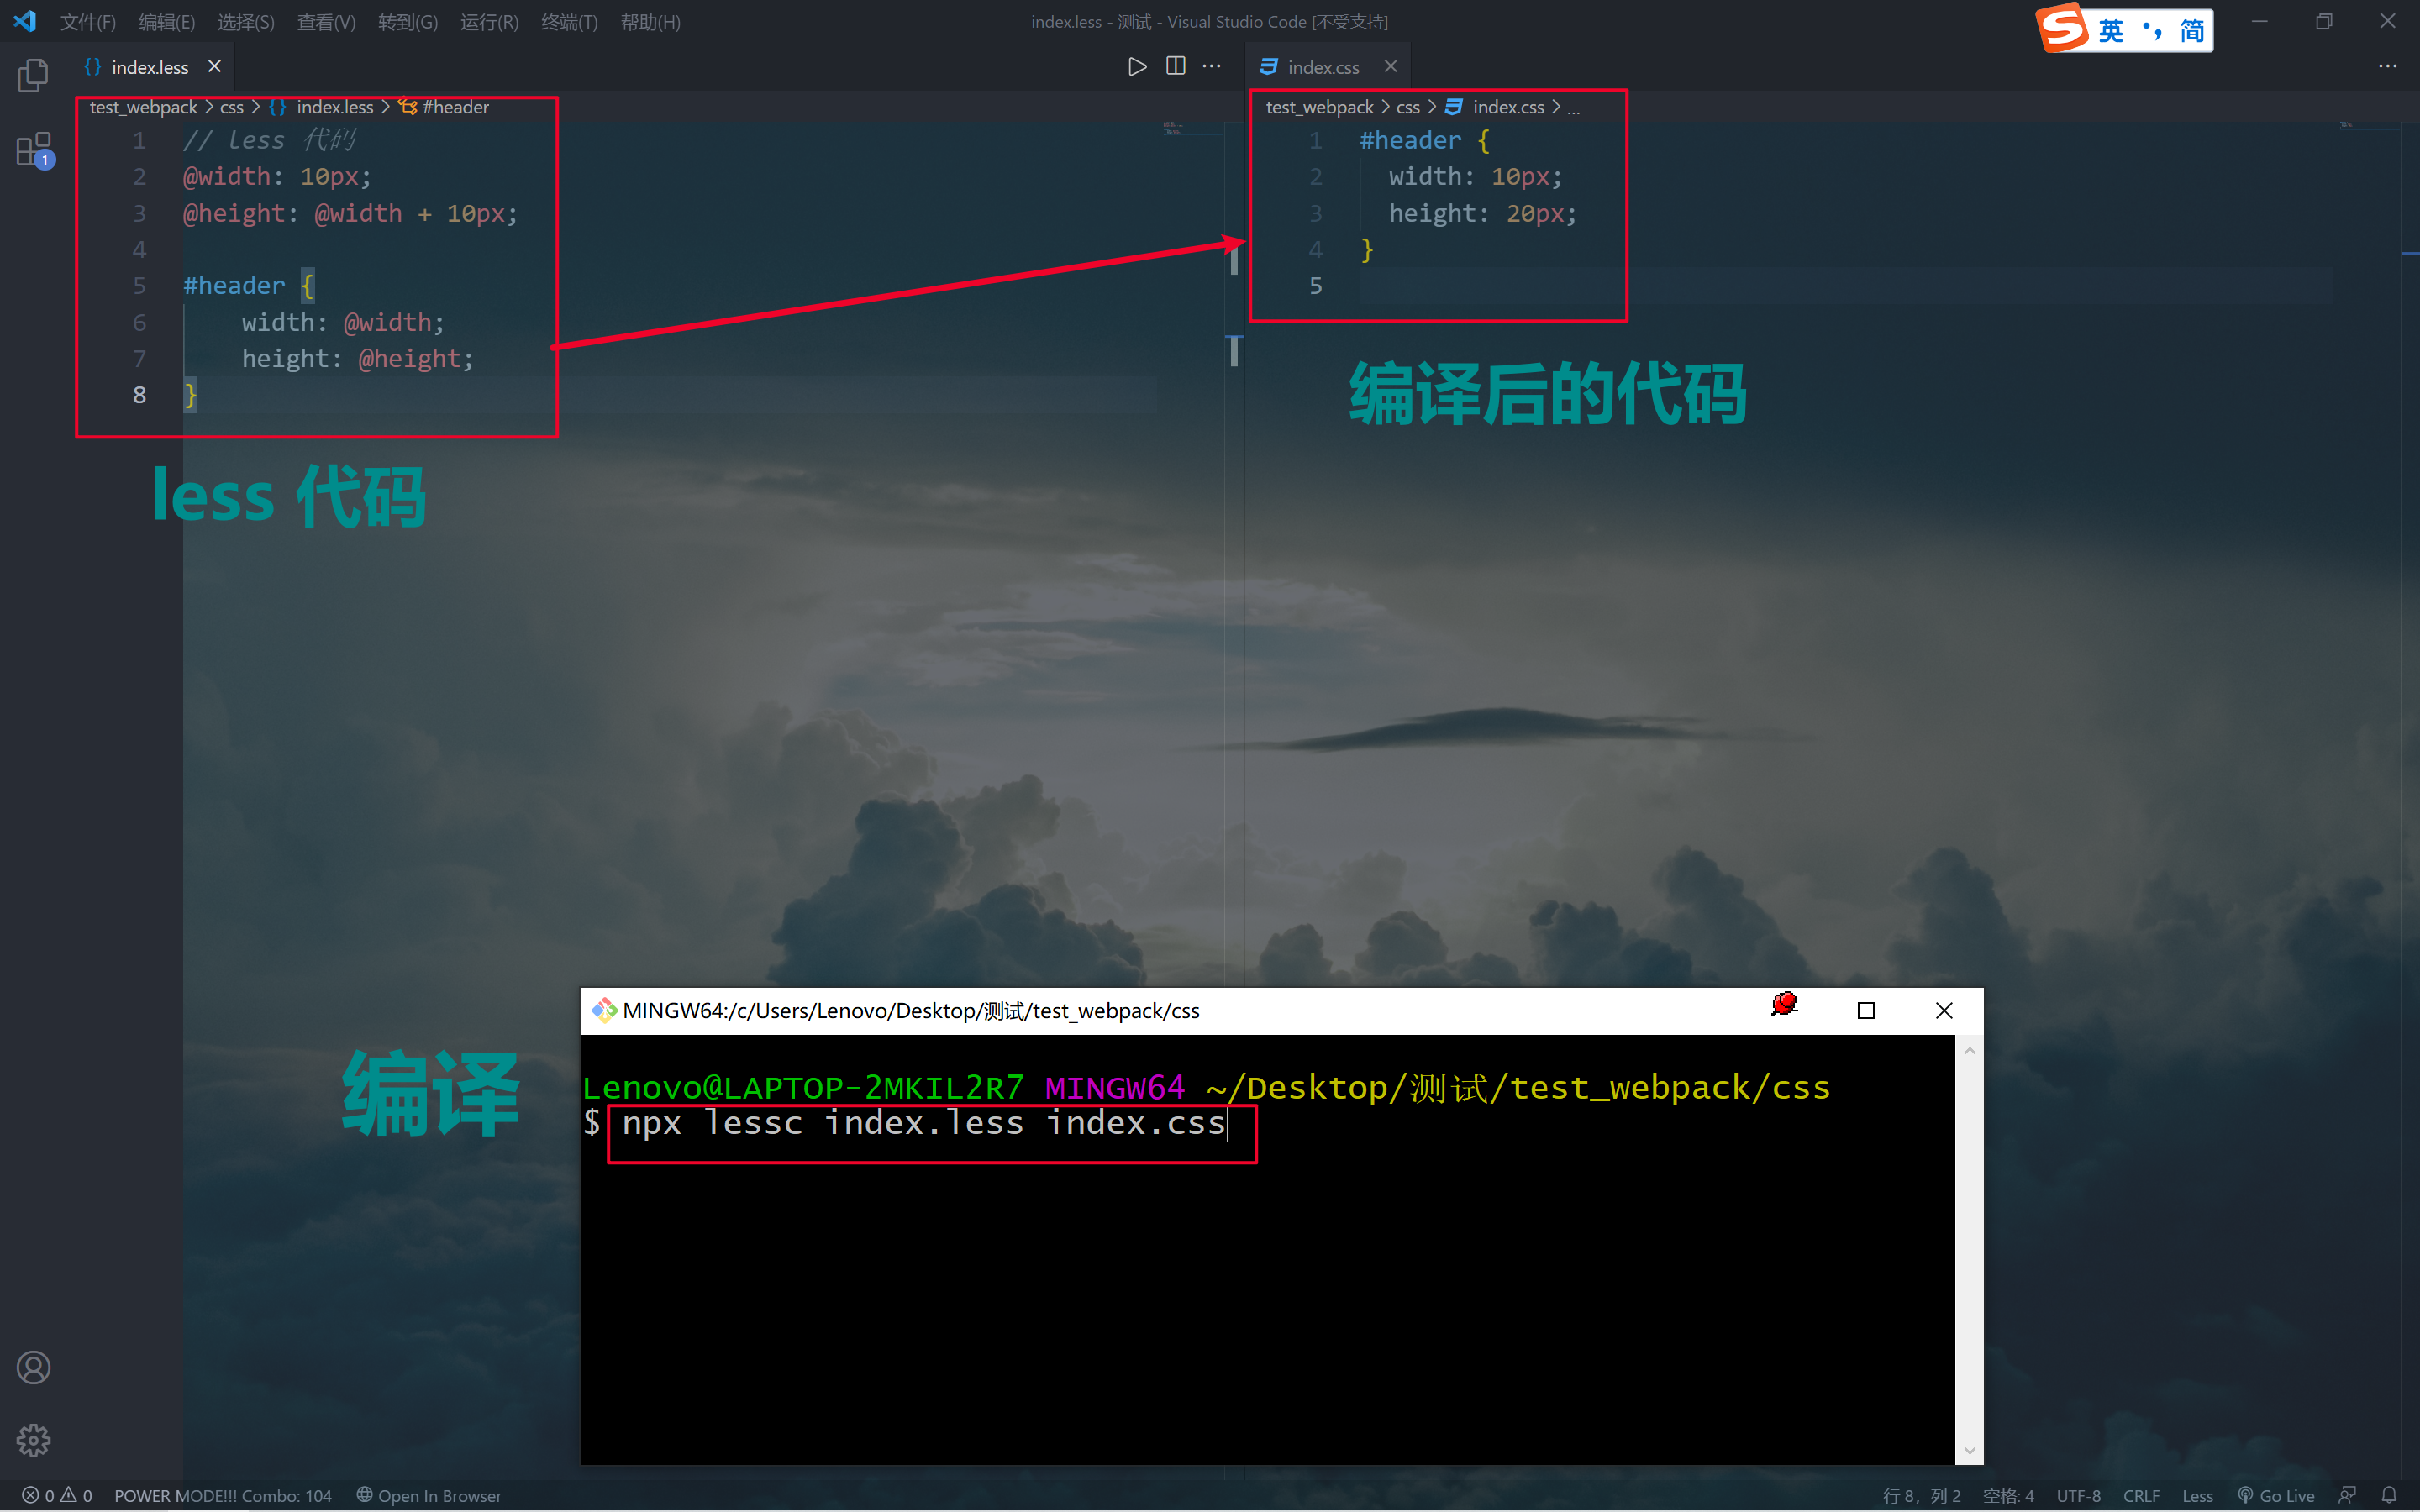 文件(F) 编辑(E) 选择(S) 查看(V) 转到(G) 运行(R) 终端(T) 帮助(H) index.less - 测试 - Visual Studio Code [不受支持]
英 •, 简
{} index.less
test_webpack > css > {} index.less > #header
1 // less 代码
2 @width: 10px;
3 @height: @width + 10px;
4
5 #header {
6 width: @width;
7 height: @height;
8 }
less 代码
index.css
test_webpack > css > index.css > ...
1 #header {
2 width: 10px;
3 height: 20px;
4 }
5
编译后的代码
1
编译
MINGW64:/c/Users/Lenovo/Desktop/测试/test_webpack/css
Lenovo@LAPTOP-2MKIL2R7 MINGW64 ~/Desktop/测试/test_webpack/css
$ npx lessc index.less index.css
0 0 POWER MODE!!! Combo: 104 Open In Browser 行 8，列 2 空格: 4 UTF-8 CRLF Less Go Live